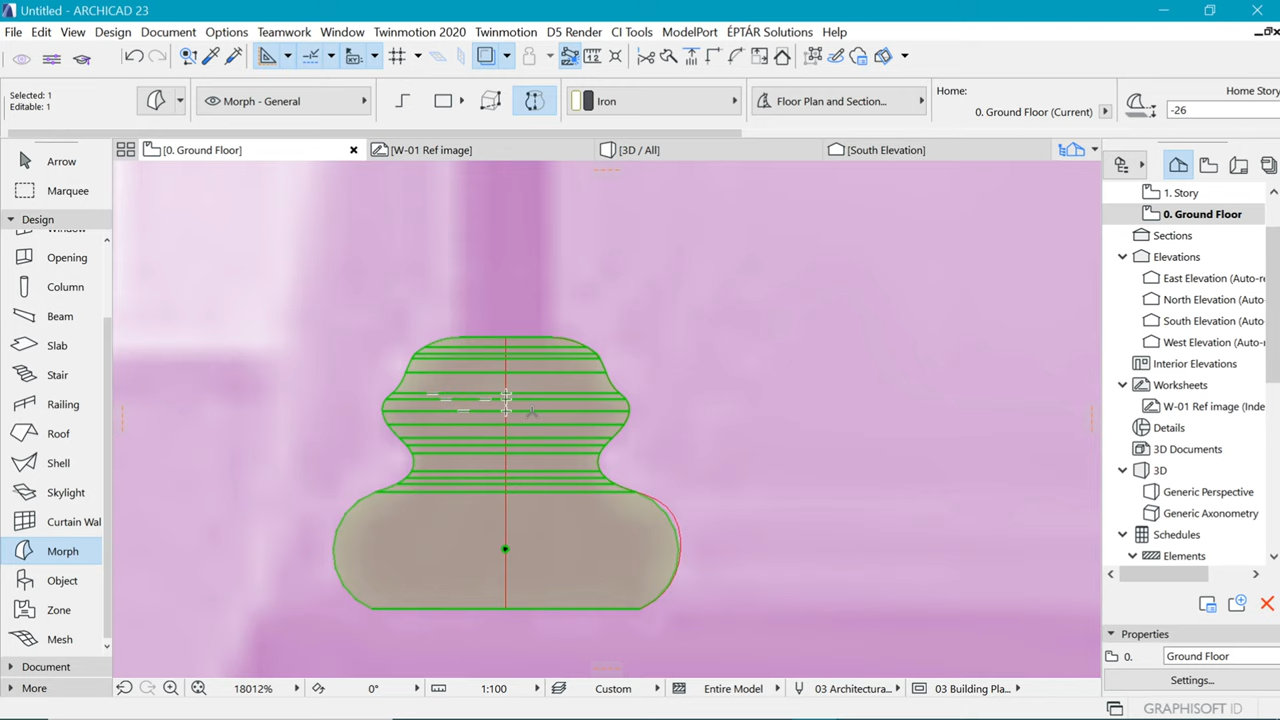 Untitled - ARCHICAD 23
File Edit View Design Document Options Teamwork Window Twinmotion 2020 Twinmotion D5 Render CI Tools ModelPort ÉPTÁR Solutions Help
Selected: 1
Editable: 1
Morph - General
Iron
Floor Plan and Section...
Home:
0. Ground Floor (Current)
Home Story
-26
[0. Ground Floor]
[W-01 Ref image]
[3D / All]
[South Elevation]
Arrow
Marquee
Design
Window
Opening
Column
Beam
Slab
Stair
Railing
Roof
Shell
Skylight
Curtain Wal
Morph
Object
Zone
Mesh
Document
More
1. Story
0. Ground Floor
Sections
Elevations
East Elevation (Auto-re
North Elevation (Auto
South Elevation (Auto-
West Elevation (Auto-
Interior Elevations
Worksheets
W-01 Ref image (Inde
Details
3D Documents
3D
Generic Perspective
Generic Axonometry
Schedules
Elements
Properties
0. Ground Floor
Settings...
18012% 0° 1:100 Custom Entire Model 03 Architectura... 03 Building Pla...
GRAPHISOFT ID